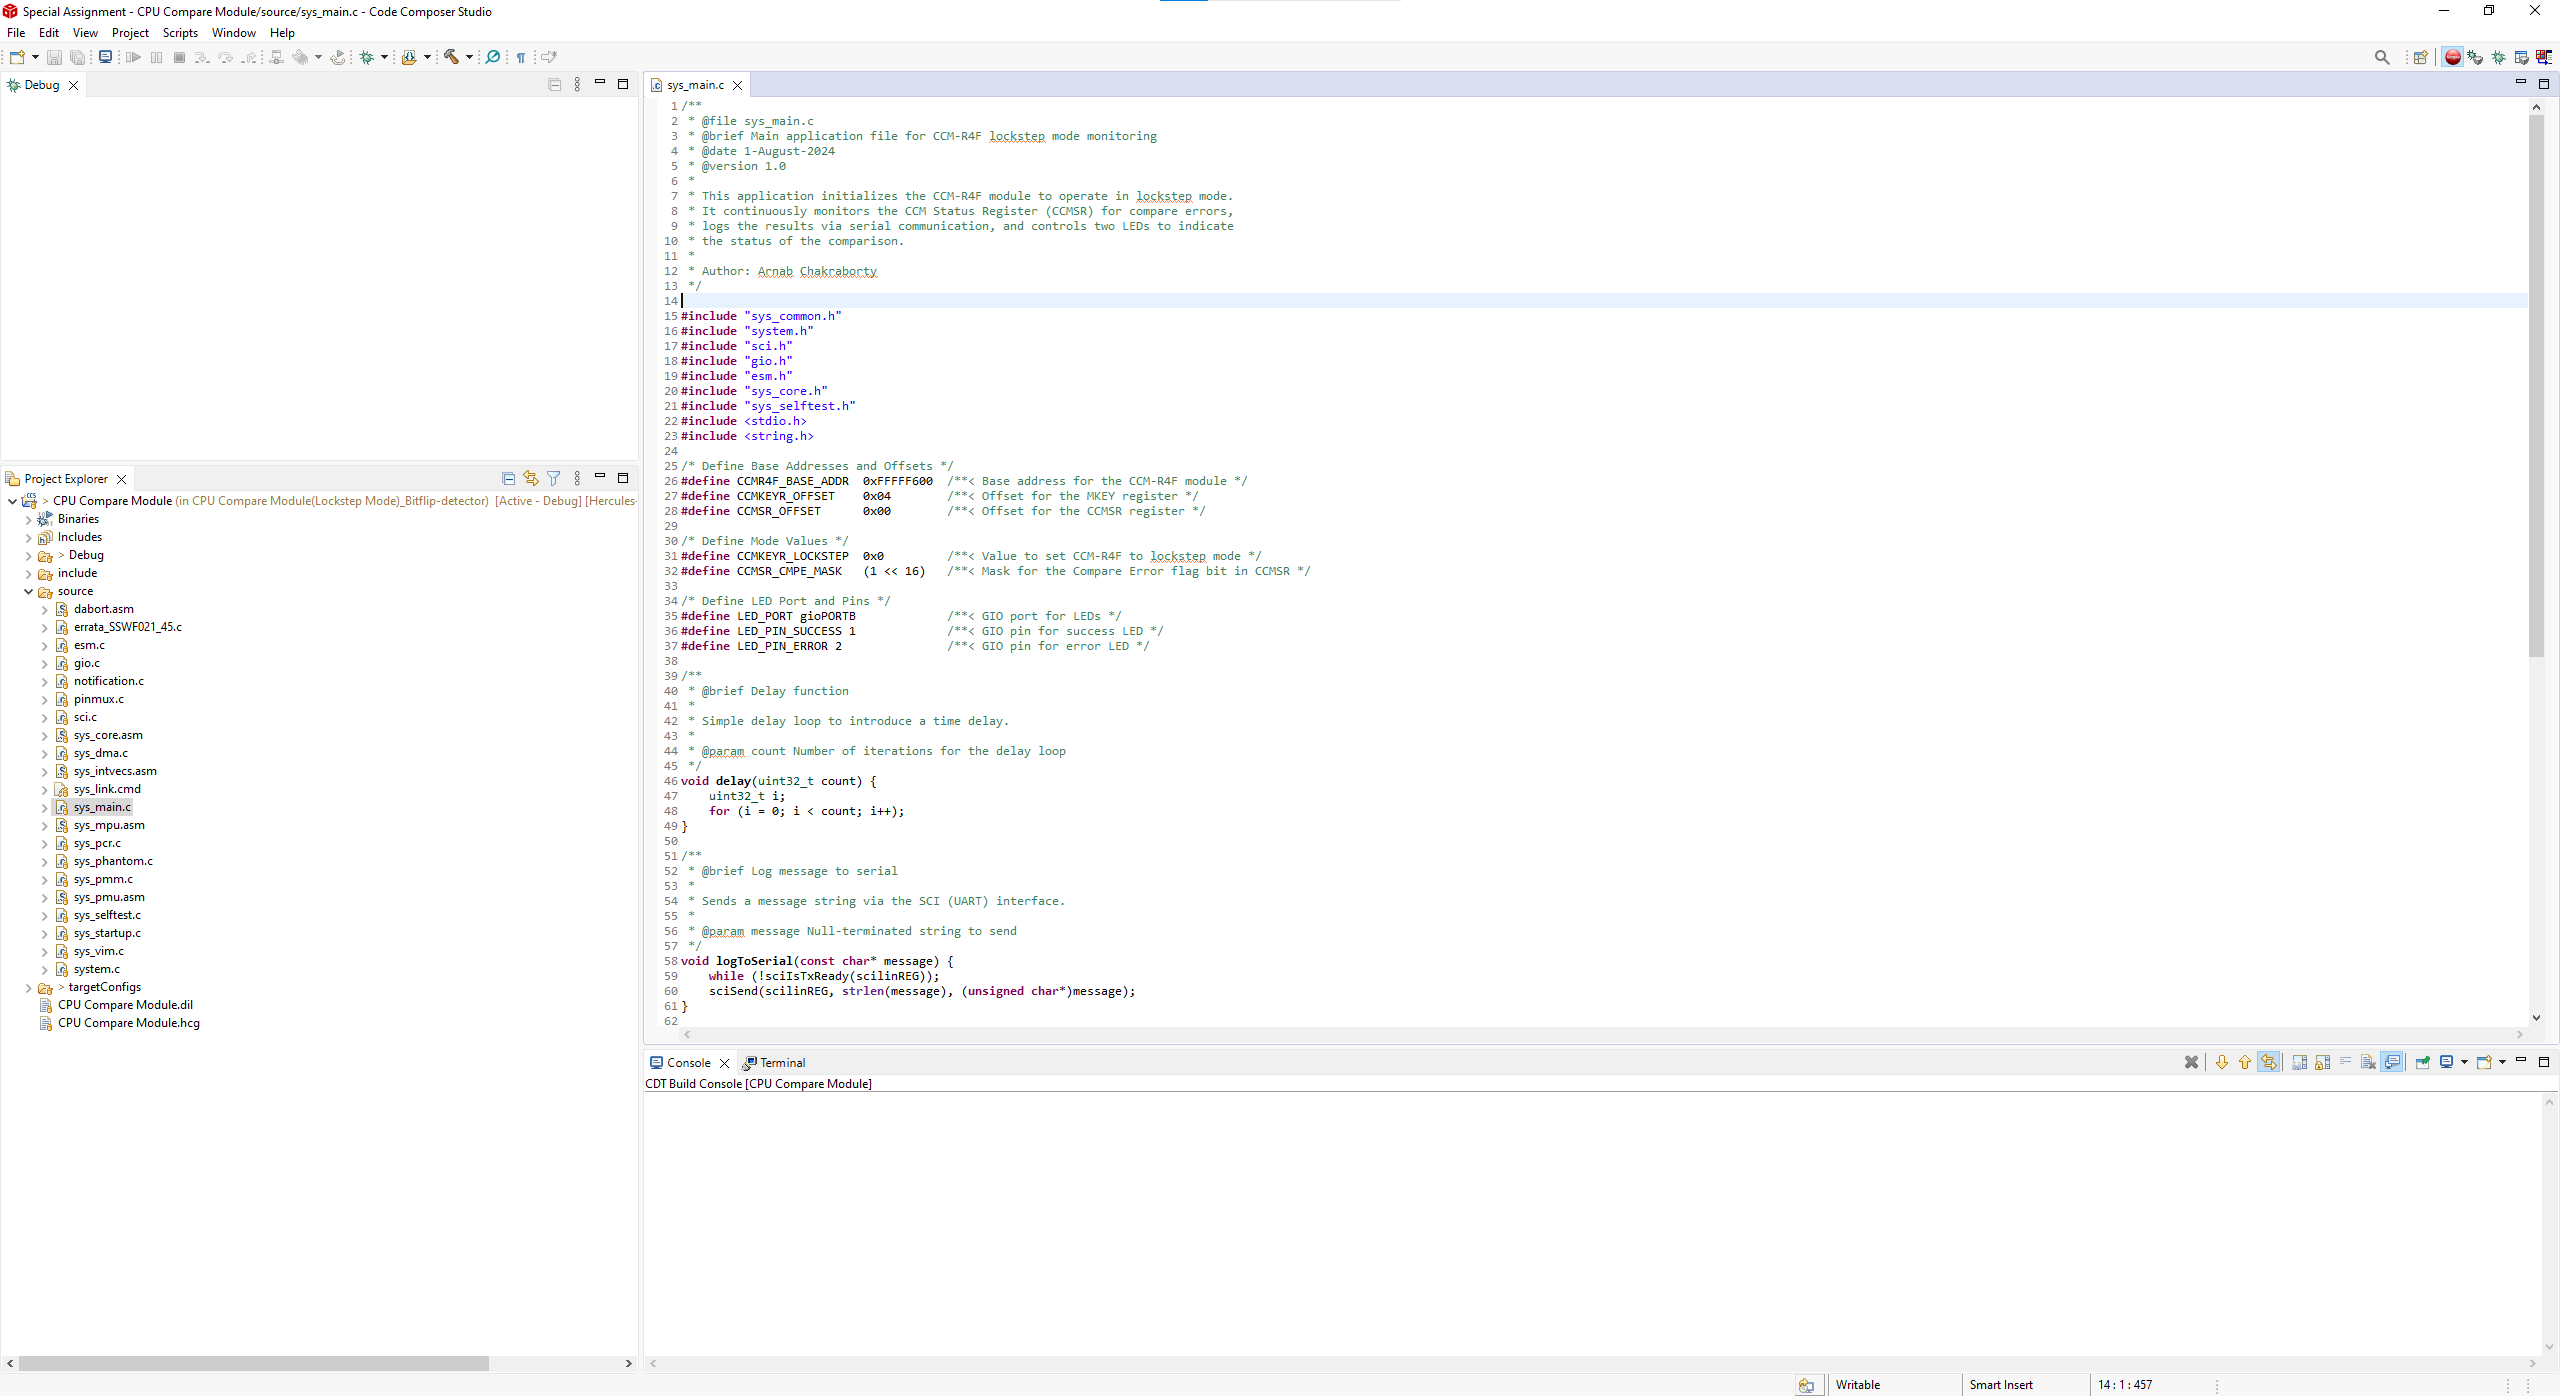 Special Assignment - CPU Compare Module/source/sys_main.c - Code Composer Studio
File Edit View Project Scripts Window Help
Debug
Project Explorer
> CPU Compare Module (in CPU Compare Module(Lockstep Mode)_Bitflip-detector) [Active - Debug] [Hercules-
Binaries
Includes
> Debug
include
source
dabort.asm
errata_SSWF021_45.c
esm.c
gio.c
notification.c
pinmux.c
sci.c
sys_core.asm
sys_dma.c
sys_intvecs.asm
sys_link.cmd
sys_main.c
sys_mpu.asm
sys_pcr.c
sys_phantom.c
sys_pmm.c
sys_pmu.asm
sys_selftest.c
sys_startup.c
sys_vim.c
system.c
> targetConfigs
CPU Compare Module.dil
CPU Compare Module.hcg
sys_main.c
1 /**
2  * @file sys_main.c
3  * @brief Main application file for CCM-R4F lockstep mode monitoring
4  * @date 1-August-2024
5  * @version 1.0
6  *
7  * This application initializes the CCM-R4F module to operate in lockstep mode.
8  * It continuously monitors the CCM Status Register (CCMSR) for compare errors,
9  * logs the results via serial communication, and controls two LEDs to indicate
10  * the status of the comparison.
11  *
12  * Author: Arnab Chakraborty
13  */
14
15 #include "sys_common.h"
16 #include "system.h"
17 #include "sci.h"
18 #include "gio.h"
19 #include "esm.h"
20 #include "sys_core.h"
21 #include "sys_selftest.h"
22 #include <stdio.h>
23 #include <string.h>
24
25 /* Define Base Addresses and Offsets */
26 #define CCMR4F_BASE_ADDR  0xFFFFF600  /**< Base address for the CCM-R4F module */
27 #define CCMKEYR_OFFSET    0x04        /**< Offset for the MKEY register */
28 #define CCMSR_OFFSET      0x00        /**< Offset for the CCMSR register */
29
30 /* Define Mode Values */
31 #define CCMKEYR_LOCKSTEP  0x0         /**< Value to set CCM-R4F to lockstep mode */
32 #define CCMSR_CMPE_MASK   (1 << 16)   /**< Mask for the Compare Error flag bit in CCMSR */
33
34 /* Define LED Port and Pins */
35 #define LED_PORT gioPORTB             /**< GIO port for LEDs */
36 #define LED_PIN_SUCCESS 1             /**< GIO pin for success LED */
37 #define LED_PIN_ERROR 2               /**< GIO pin for error LED */
38
39 /**
40  * @brief Delay function
41  *
42  * Simple delay loop to introduce a time delay.
43  *
44  * @param count Number of iterations for the delay loop
45  */
46 void delay(uint32_t count) {
47     uint32_t i;
48     for (i = 0; i < count; i++);
49 }
50
51 /**
52  * @brief Log message to serial
53  *
54  * Sends a message string via the SCI (UART) interface.
55  *
56  * @param message Null-terminated string to send
57  */
58 void logToSerial(const char* message) {
59     while (!sciIsTxReady(scilinREG));
60     sciSend(scilinREG, strlen(message), (unsigned char*)message);
61 }
62
Console Terminal
CDT Build Console [CPU Compare Module]
Writable Smart Insert 14 : 1 : 457